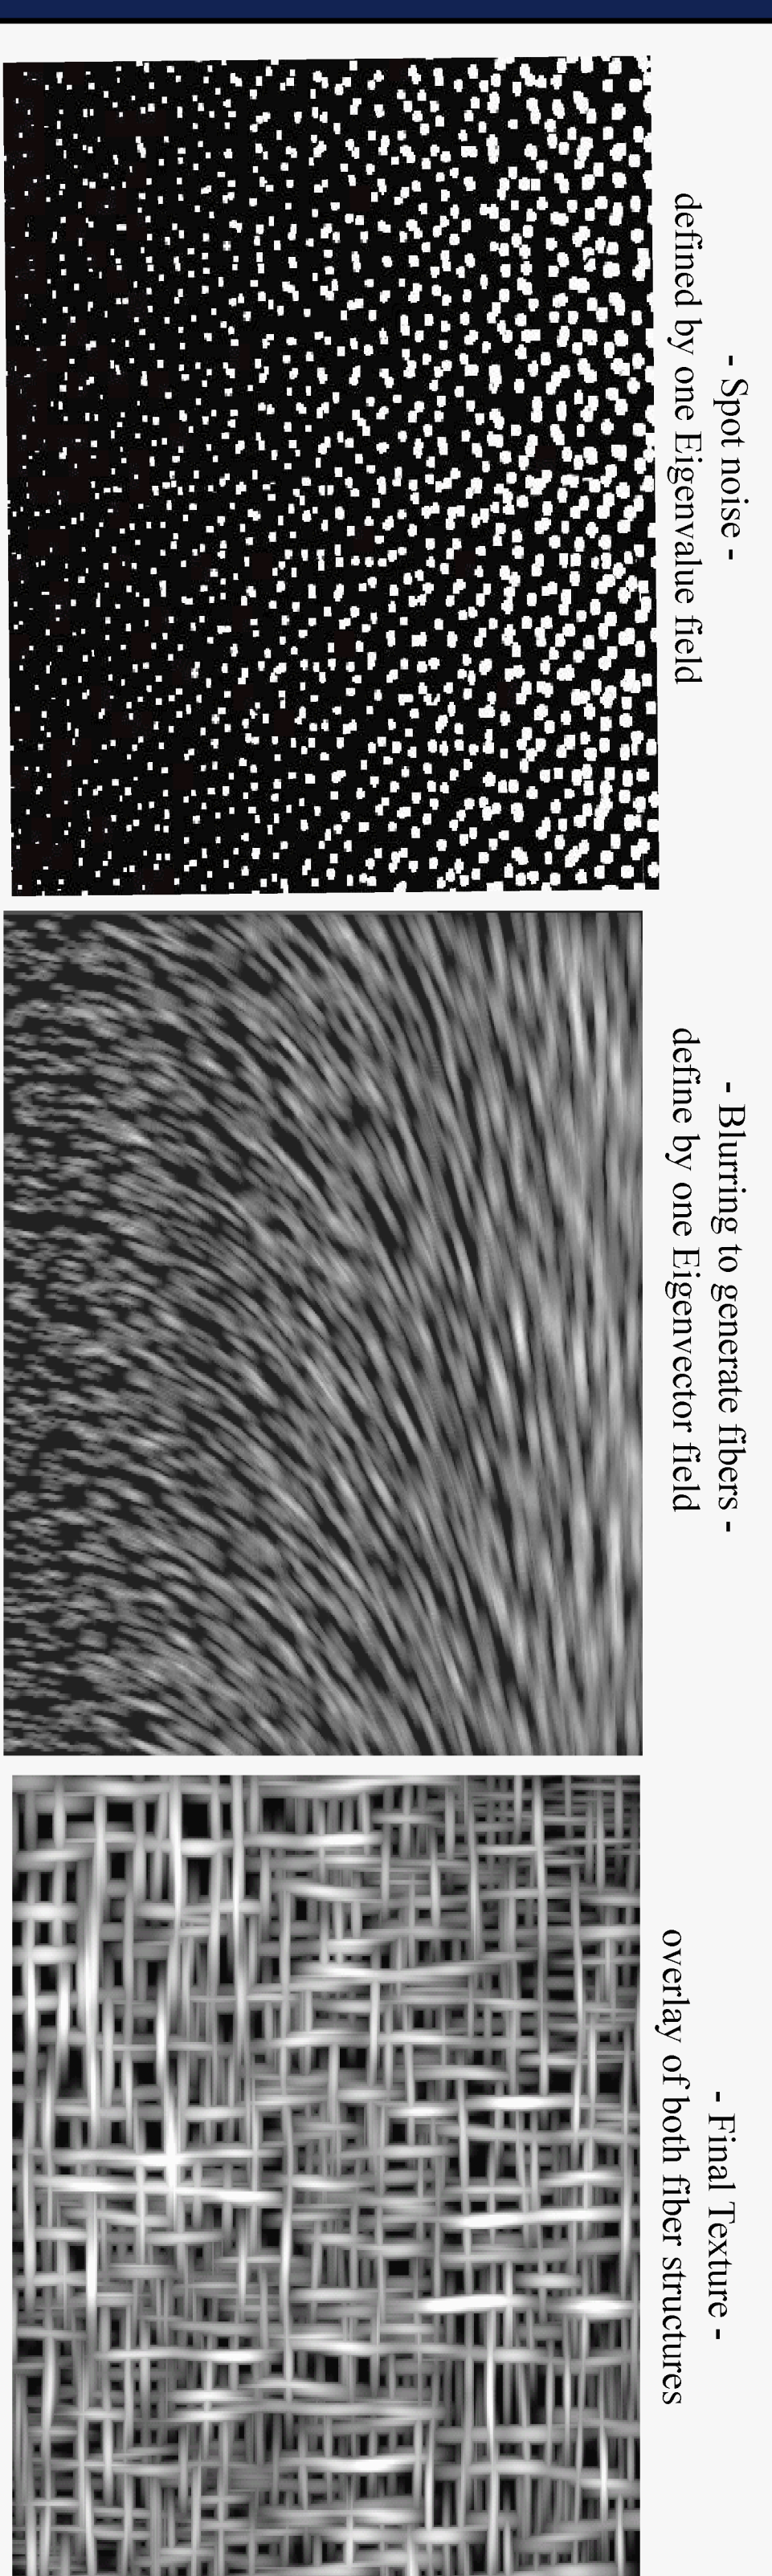 - Spot noise -
defined by one Eigenvalue field
- Blurring to generate fibers -
define by one Eigenvector field
- Final Texture -
overlay of both fiber structures